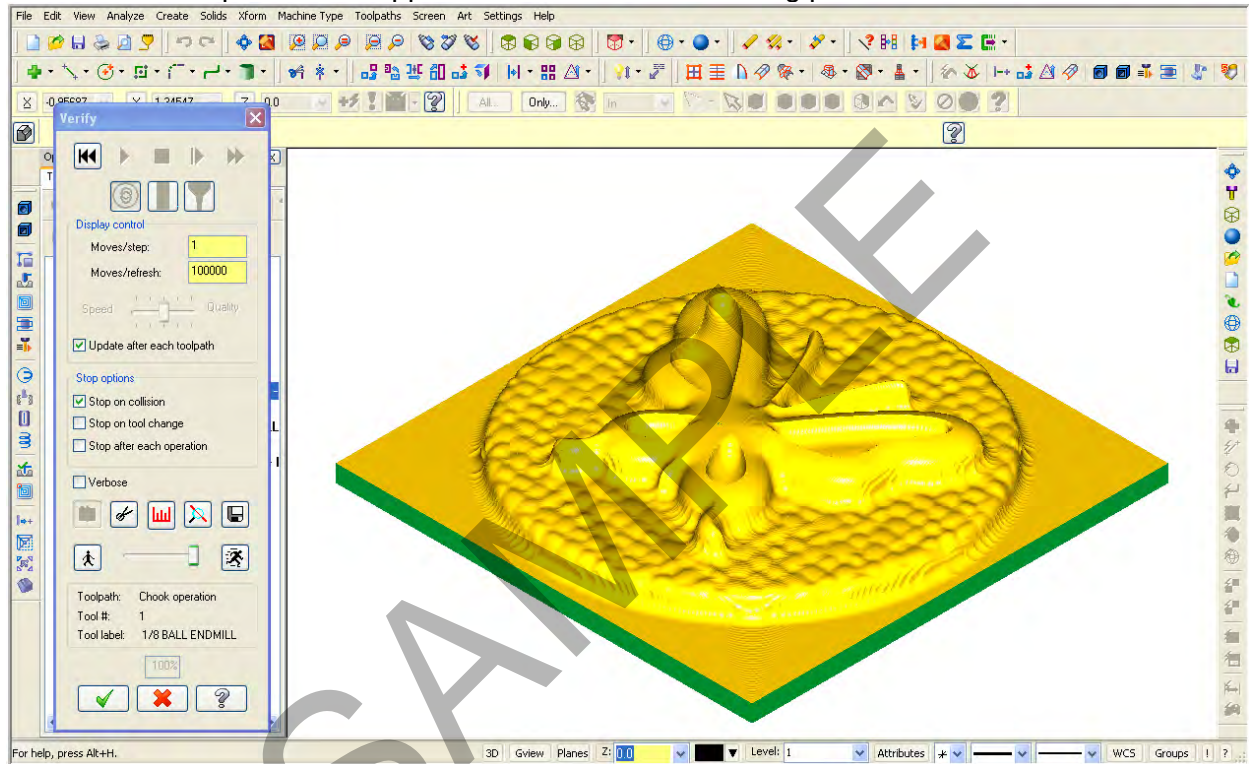 File Edit View Analyze Create Solids Xform Machine Type Toolpaths Screen Art Settings Help
All... Only... In
Verify
Display control
Moves/step: 1
Moves/refresh: 100000
Speed Quality
Update after each toolpath
Stop options
Stop on collision
Stop on tool change
Stop after each operation
Verbose
Toolpath: Chook operation
Tool #: 1
Tool label: 1/8 BALL ENDMILL
100%
SAMPLE
For help, press Alt+H.
3D Gview Planes Z: 0.0 Level: 1 Attributes WCS Groups ! ?